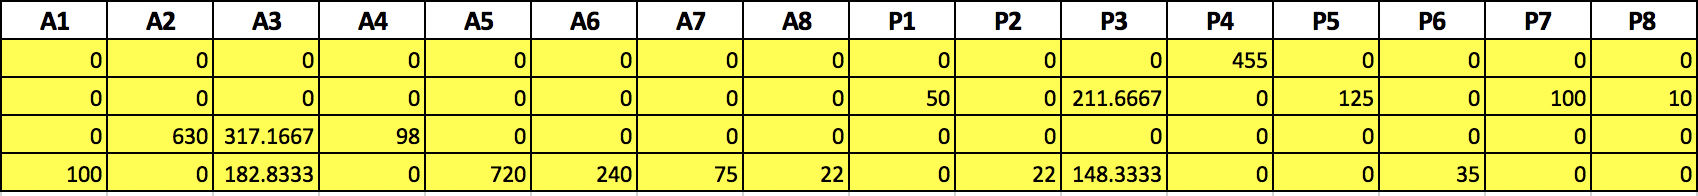 A1 A2 A3 A4 A5 A6 A7 A8 P1 P2 P3 P4 P5 P6 P7 P8
0 0 0 0 0 0 0 0 0 0 0 455 0 0 0 0
0 0 0 0 0 0 0 0 50 0 211.6667 0 125 0 100 10
0 630 317.1667 98 0 0 0 0 0 0 0 0 0 0 0 0
100 0 182.8333 0 720 240 75 22 0 22 148.3333 0 0 35 0 0